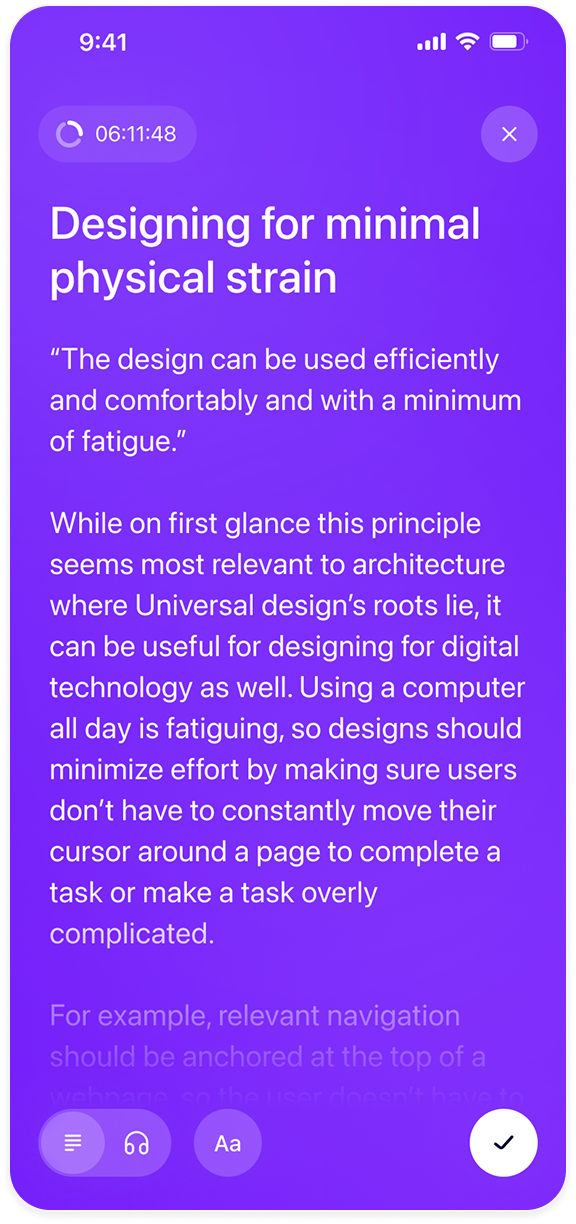 9:41
06:11:48
Designing for minimal
physical strain
“The design can be used efficiently
and comfortably and with a minimum
of fatigue.”
While on first glance this principle
seems most relevant to architecture
where Universal design’s roots lie, it
can be useful for designing for digital
technology as well. Using a computer
all day is fatiguing, so designs should
minimize effort by making sure users
don’t have to constantly move their
cursor around a page to complete a
task or make a task overly
complicated.
For example, relevant navigation
should be anchored at the top of a
webpage, so the user doesn’t have to
Aa